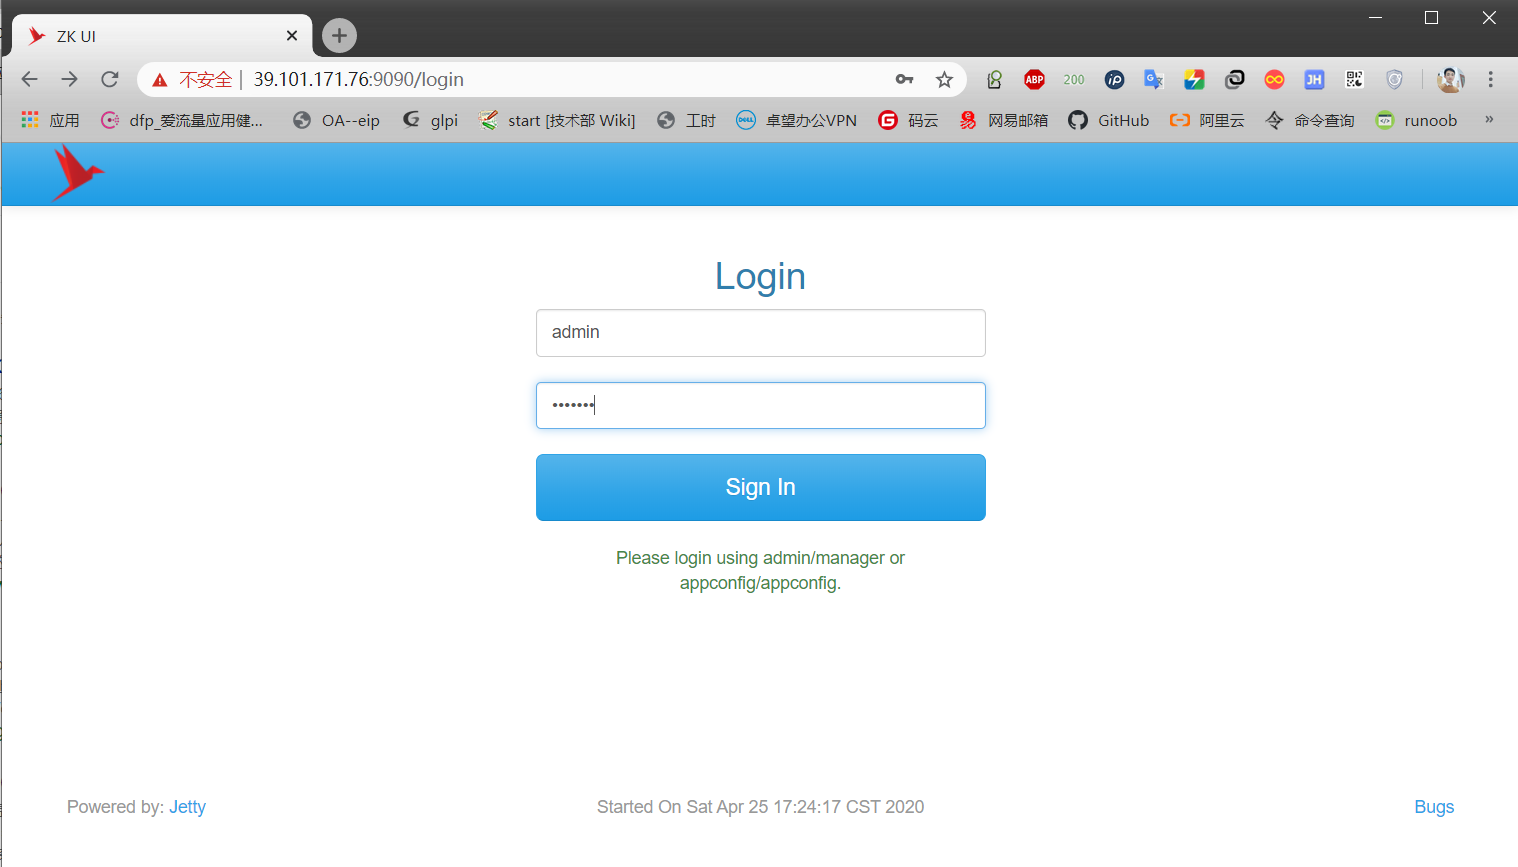 ZK UI
不安全 39.101.171.76:9090/login
ABP 200 JH
应用 dfp_爱流量应用健... OA--eip glpi start [技术部 Wiki] 工时 卓望办公VPN 码云 网易邮箱 GitHub 阿里云 命令查询 runoob »
Login
admin
•••••••
Sign In
Please login using admin/manager or
appconfig/appconfig.
Powered by: Jetty Started On Sat Apr 25 17:24:17 CST 2020 Bugs